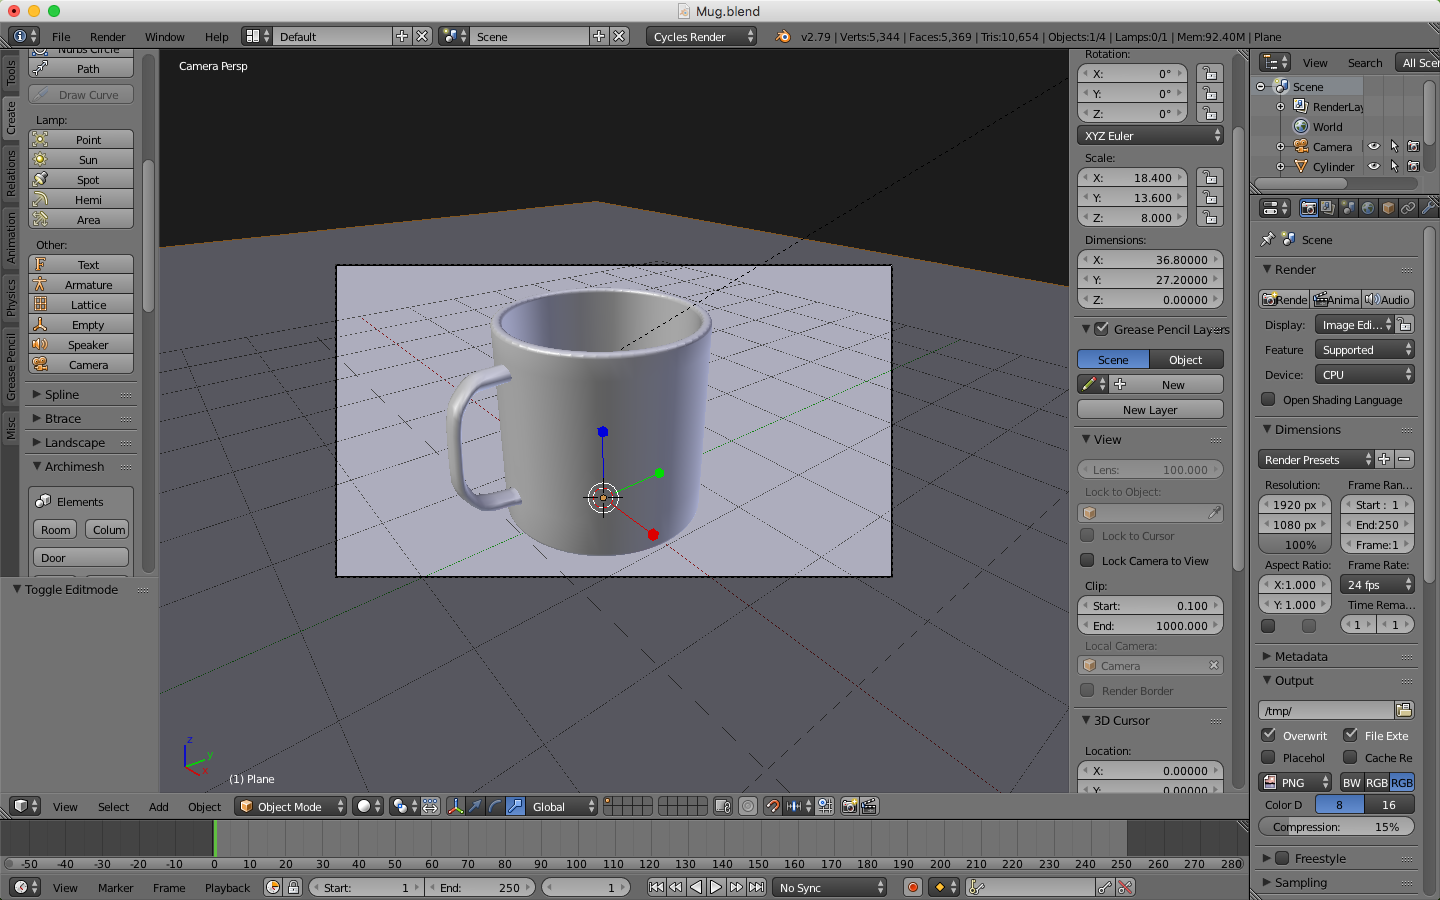 Mug.blend
File Render Window Help Default Scene Cycles Render v2.79 | Verts:5,344 | Faces:5,369 | Tris:10,654 | Objects:1/4 | Lamps:0/1 | Mem:92.40M | Plane
Tools
Create
Relations
Animation
Physics
Grease Pencil
Misc
Nurbs Circle
Path
Draw Curve
Lamp:
Point
Sun
Spot
Hemi
Area
Other:
Text
Armature
Lattice
Empty
Speaker
Camera
Spline
Btrace
Landscape
Archimesh
Elements
Room Colum
Door
Toggle Editmode
Camera Persp
z
y
x
(1) Plane
Rotation:
X: 0°
Y: 0°
Z: 0°
XYZ Euler
Scale:
X: 18.400
Y: 13.600
Z: 8.000
Dimensions:
X: 36.80000
Y: 27.20000
Z: 0.00000
Grease Pencil Layers
Scene Object
New
New Layer
View
Lens: 100.000
Lock to Object:
Lock to Cursor
Lock Camera to View
Clip:
Start: 0.100
End: 1000.000
Local Camera:
Camera
Render Border
3D Cursor
Location:
X: 0.00000
Y: 0.00000
View Search All Scen
Scene
RenderLay
World
Camera
Cylinder
Scene
Render
Rende Anima Audio
Display: Image Edi...
Feature Supported
Device: CPU
Open Shading Language
Dimensions
Render Presets
Resolution: Frame Ran...
1920 px Start : 1
1080 px End:250
100% Frame:1
Aspect Ratio: Frame Rate:
X:1.000 24 fps
Y: 1.000 Time Rema...
1 1
Metadata
Output
/tmp/
Overwrit File Exte
Placehol Cache Re
PNG BW RGB RGB
Color D 8 16
Compression: 15%
Freestyle
Sampling
View Select Add Object Object Mode Global
-50 -40 -30 -20 -10 0 10 20 30 40 50 60 70 80 90 100 110 120 130 140 150 160 170 180 190 200 210 220 230 240 250 260 270 280
View Marker Frame Playback Start: 1 End: 250 1 No Sync